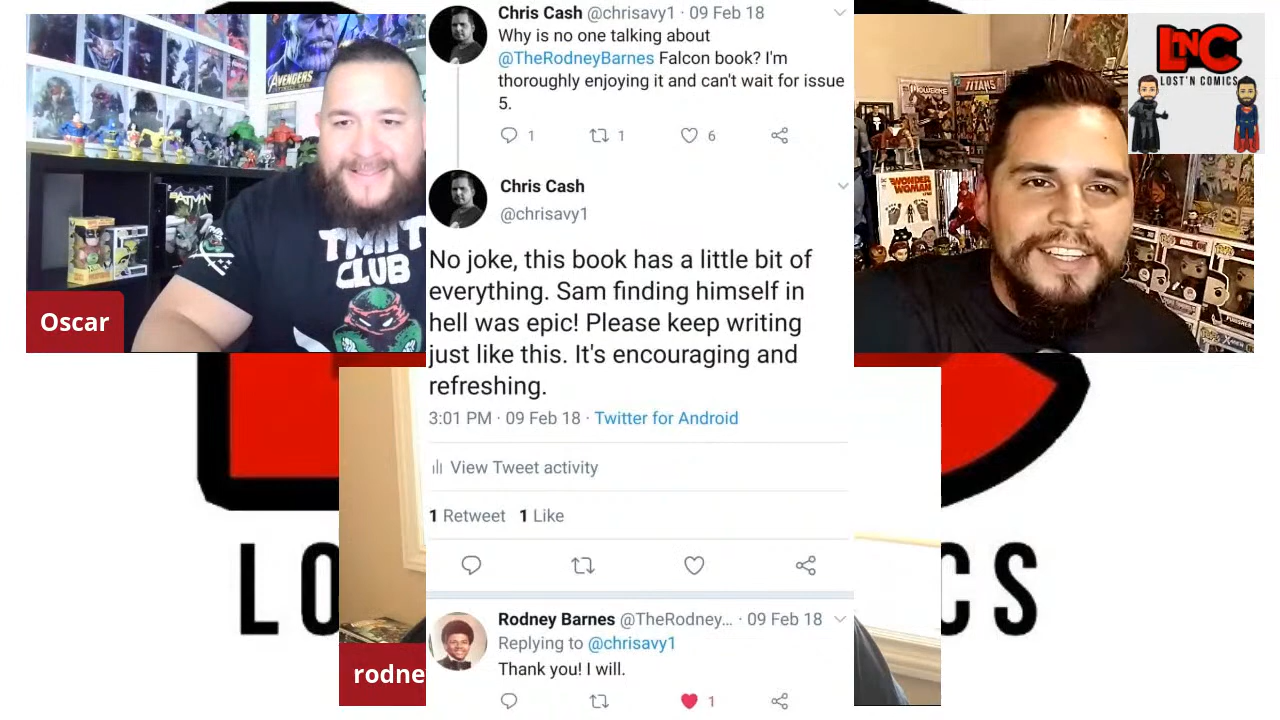 Chris Cash @chrisavy1 · 09 Feb 18
Why is no one talking about
@TheRodneyBarnes Falcon book? I'm
thoroughly enjoying it and can't wait for issue
5.
1 1 6
Chris Cash
@chrisavy1
No joke, this book has a little bit of
everything. Sam finding himself in
hell was epic! Please keep writing
just like this. It's encouraging and
refreshing.
3:01 PM · 09 Feb 18 · Twitter for Android
View Tweet activity
1 Retweet 1 Like
Rodney Barnes @TheRodney... · 09 Feb 18
Replying to @chrisavy1
Thank you! I will.
1
AVENGERS
BATMAN
TMNT
CLUB
Oscar
WOLVERINE
TITANS
WONDER
WOMAN
PUNISHER
LNC
LOST'N COMICS
rodne
LO
CS